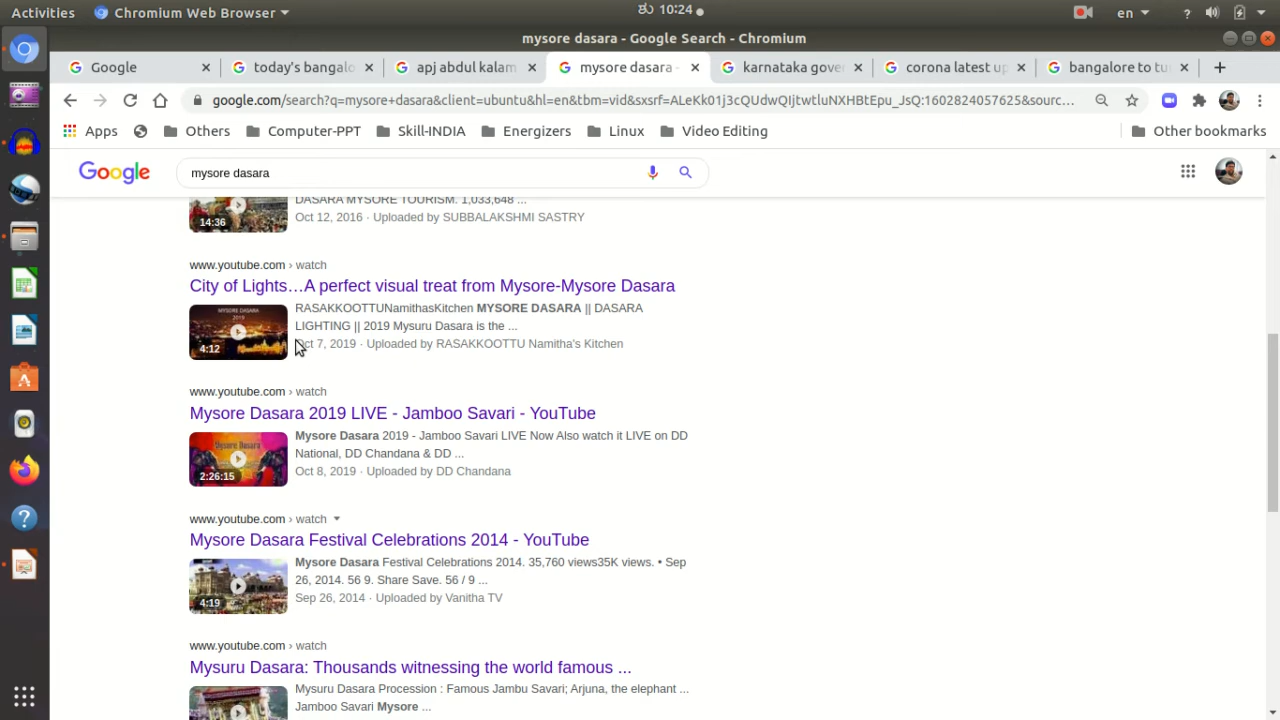 Activities Chromium Web Browser 10:24 en
mysore dasara - Google Search - Chromium
Google today's bangalo apj abdul kalam mysore dasara - karnataka gove corona latest up bangalore to tu
google.com/search?q=mysore+dasara&client=ubuntu&hl=en&tbm=vid&sxsrf=ALeKk01j3cQUdwQIjtwtluNXHBtEpu_JsQ:1602824057625&sourc...
Apps Others Computer-PPT Skill-INDIA Energizers Linux Video Editing Other bookmarks
Google mysore dasara
DASARA MYSORE TOURISM. 1,033,648 ...
14:36 Oct 12, 2016 · Uploaded by SUBBALAKSHMI SASTRY
www.youtube.com › watch
City of Lights…A perfect visual treat from Mysore-Mysore Dasara
RASAKKOOTTUNamithasKitchen MYSORE DASARA || DASARA
MYSORE DASARA
2019
LIGHTING || 2019 Mysuru Dasara is the ...
4:12 Oct 7, 2019 · Uploaded by RASAKKOOTTU Namitha's Kitchen
www.youtube.com › watch
Mysore Dasara 2019 LIVE - Jamboo Savari - YouTube
Mysore Dasara 2019 - Jamboo Savari LIVE Now Also watch it LIVE on DD
Mysore Dasara
National, DD Chandana & DD ...
2:26:15 Oct 8, 2019 · Uploaded by DD Chandana
www.youtube.com › watch
Mysore Dasara Festival Celebrations 2014 - YouTube
Mysore Dasara Festival Celebrations 2014. 35,760 views35K views. • Sep
26, 2014. 56 9. Share Save. 56 / 9 ...
4:19 Sep 26, 2014 · Uploaded by Vanitha TV
www.youtube.com › watch
Mysuru Dasara: Thousands witnessing the world famous ...
Mysuru Dasara Procession : Famous Jambu Savari; Arjuna, the elephant ...
Jamboo Savari Mysore ...